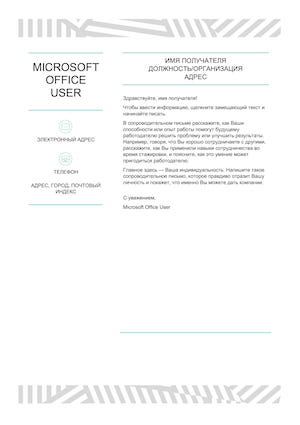 MICROSOFT
OFFICE
USER
ЭЛЕКТРОННЫЙ АДРЕС
ТЕЛЕФОН
АДРЕС, ГОРОД, ПОЧТОВЫЙ
ИНДЕКС
ИМЯ ПОЛУЧАТЕЛЯ
ДОЛЖНОСТЬ/ОРГАНИЗАЦИЯ
АДРЕС
Здравствуйте, имя получателя!
Чтобы ввести информацию, щелкните замещающий текст и
начинайте писать.
В сопроводительном письме расскажите, как Ваши
способности или опыт работы помогут будущему
работодателю решить проблему или улучшить результаты.
Например, говоря, что Вы хорошо сотрудничаете с другими,
расскажите, как Вы применяли навыки сотрудничества во
время стажировки, и поясните, как это умение может
пригодиться работодателю.
Главное здесь — Ваша индивидуальность: Напишите такое
сопроводительное письмо, которое правдиво отразит Вашу
личность и покажет, что именно Вы можете дать компании.
С уважением,
Microsoft Office User